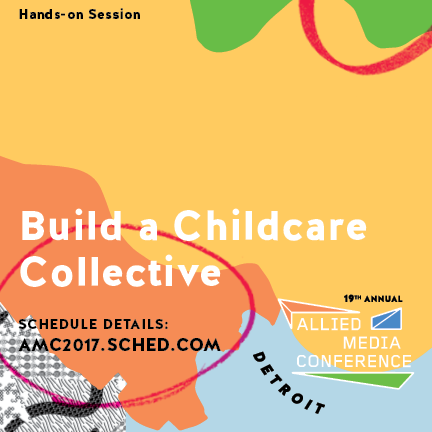 Hands-on Session
Build a Childcare
Collective
SCHEDULE DETAILS:
AMC2017.SCHED.COM
19TH ANNUAL
ALLIED
MEDIA
CONFERENCE
DETROIT